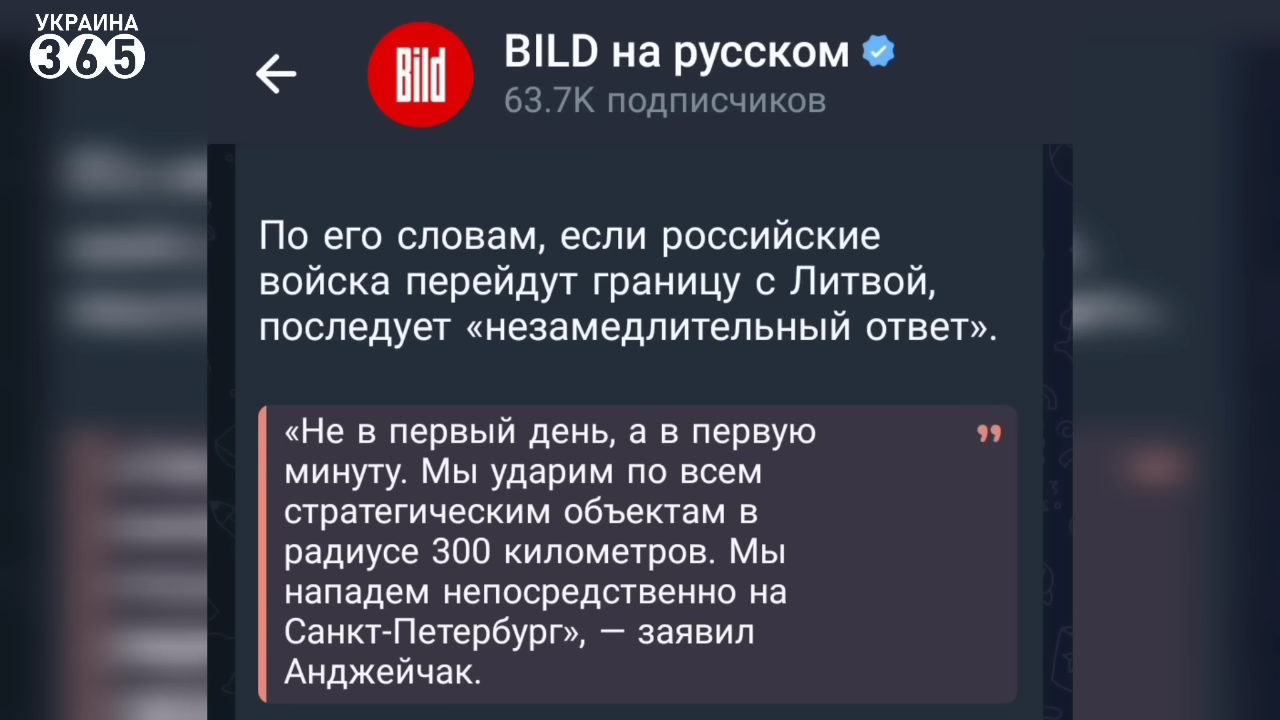 УКРАИНА
365
Bild
BILD на русском
63.7K подписчиков
По его словам, если российские
войска перейдут границу с Литвой,
последует «незамедлительный ответ».
«Не в первый день, а в первую
минуту. Мы ударим по всем
стратегическим объектам в
радиусе 300 километров. Мы
нападем непосредственно на
Санкт-Петербург», — заявил
Анджейчак.